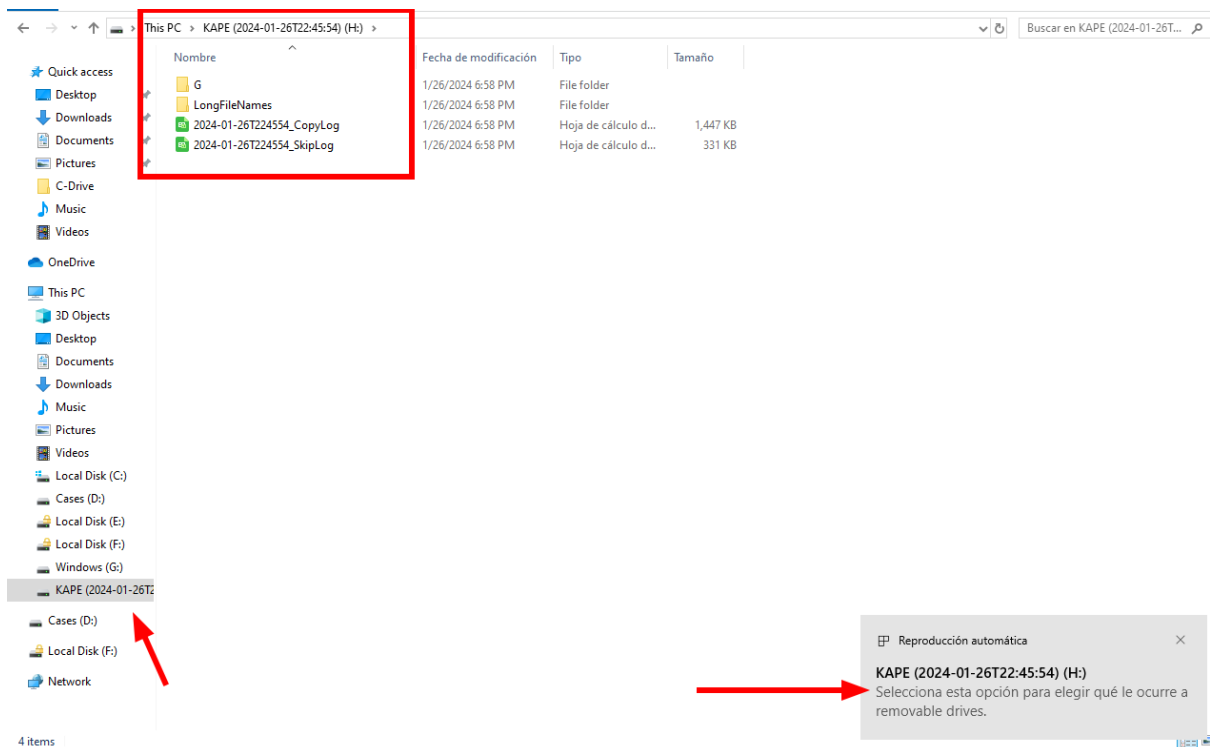 This PC > KAPE (2024-01-26T22:45:54) (H:) >
Buscar en KAPE (2024-01-26T...
Nombre Fecha de modificación Tipo Tamaño
G 1/26/2024 6:58 PM File folder
LongFileNames 1/26/2024 6:58 PM File folder
2024-01-26T224554_CopyLog 1/26/2024 6:58 PM Hoja de cálculo d... 1,447 KB
2024-01-26T224554_SkipLog 1/26/2024 6:58 PM Hoja de cálculo d... 331 KB
Quick access
Desktop
Downloads
Documents
Pictures
C-Drive
Music
Videos
OneDrive
This PC
3D Objects
Desktop
Documents
Downloads
Music
Pictures
Videos
Local Disk (C:)
Cases (D:)
Local Disk (E:)
Local Disk (F:)
Windows (G:)
KAPE (2024-01-26T2
Cases (D:)
Local Disk (F:)
Network
4 items
Reproducción automática
KAPE (2024-01-26T22:45:54) (H:)
Selecciona esta opción para elegir qué le ocurre a
removable drives.